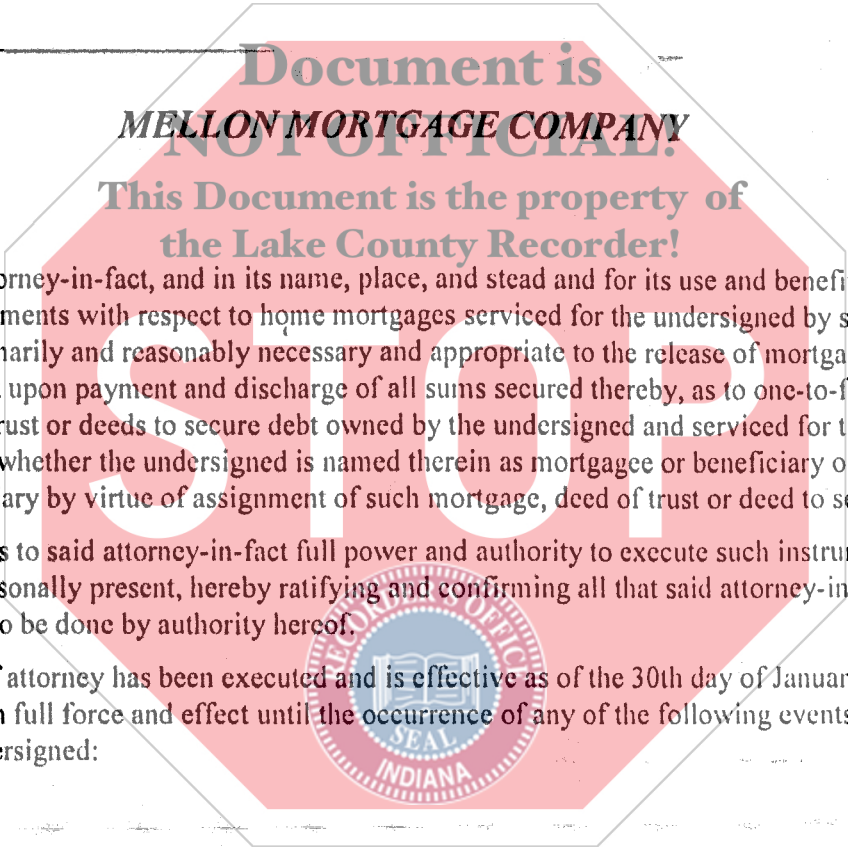 Document is
MELLON MORTGAGE COMPANY
NOT OFFICIAL!
This Document is the property of
the Lake County Recorder!
orney-in-fact, and in its name, place, and stead and for its use and benefi
ments with respect to home mortgages serviced for the undersigned by s
narily and reasonably necessary and appropriate to the release of mortga
upon payment and discharge of all sums secured thereby, as to one-to-f
rust or deeds to secure debt owned by the undersigned and serviced for t
whether the undersigned is named therein as mortgagee or beneficiary o
ary by virtue of assignment of such mortgage, deed of trust or deed to se
STOP
s to said attorney-in-fact full power and authority to execute such instru
sonally present, hereby ratifying and confirming all that said attorney-in
o be done by authority hereof.
attorney has been executed and is effective as of the 30th day of Januar
n full force and effect until the occurrence of any of the following events
ersigned:
RECORDER'S OFFICE
SEAL
INDIANA